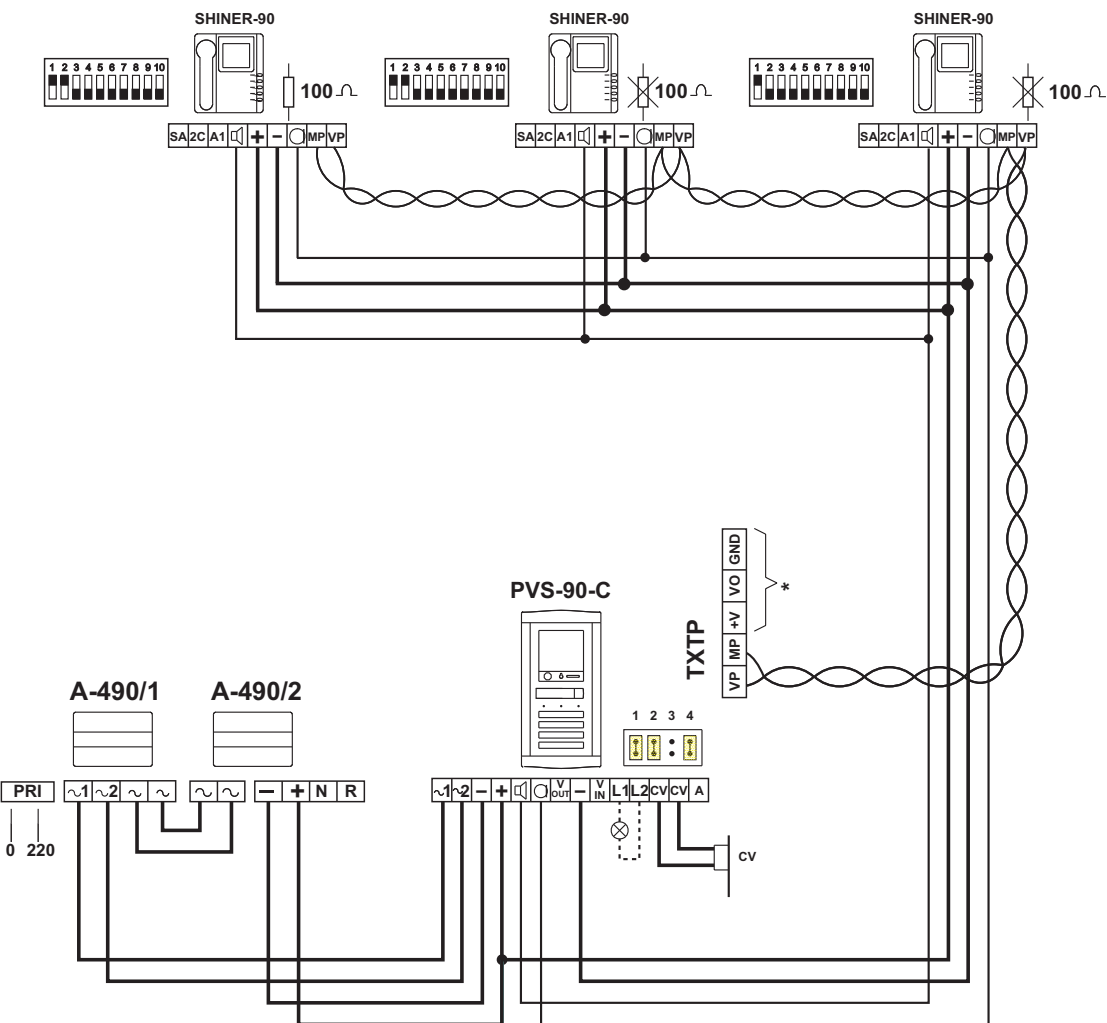 SHINER-90 SHINER-90 SHINER-90
1 2 3 4 5 6 7 8 9 10 1 2 3 4 5 6 7 8 9 10 1 2 3 4 5 6 7 8 9 10
100 100 100
SA 2C A1 + − MP VP SA 2C A1 + − MP VP SA 2C A1 + − MP VP
PVS-90-C
TXTP
VP MP +V VO GND
*
A-490/1 A-490/2
1 2 3 4
PRI ~1 ~2 ~ ~ ~ ~ − + N R
~1 ~2 − + V OUT − V IN L1 L2 CV CV A
0 220
CV